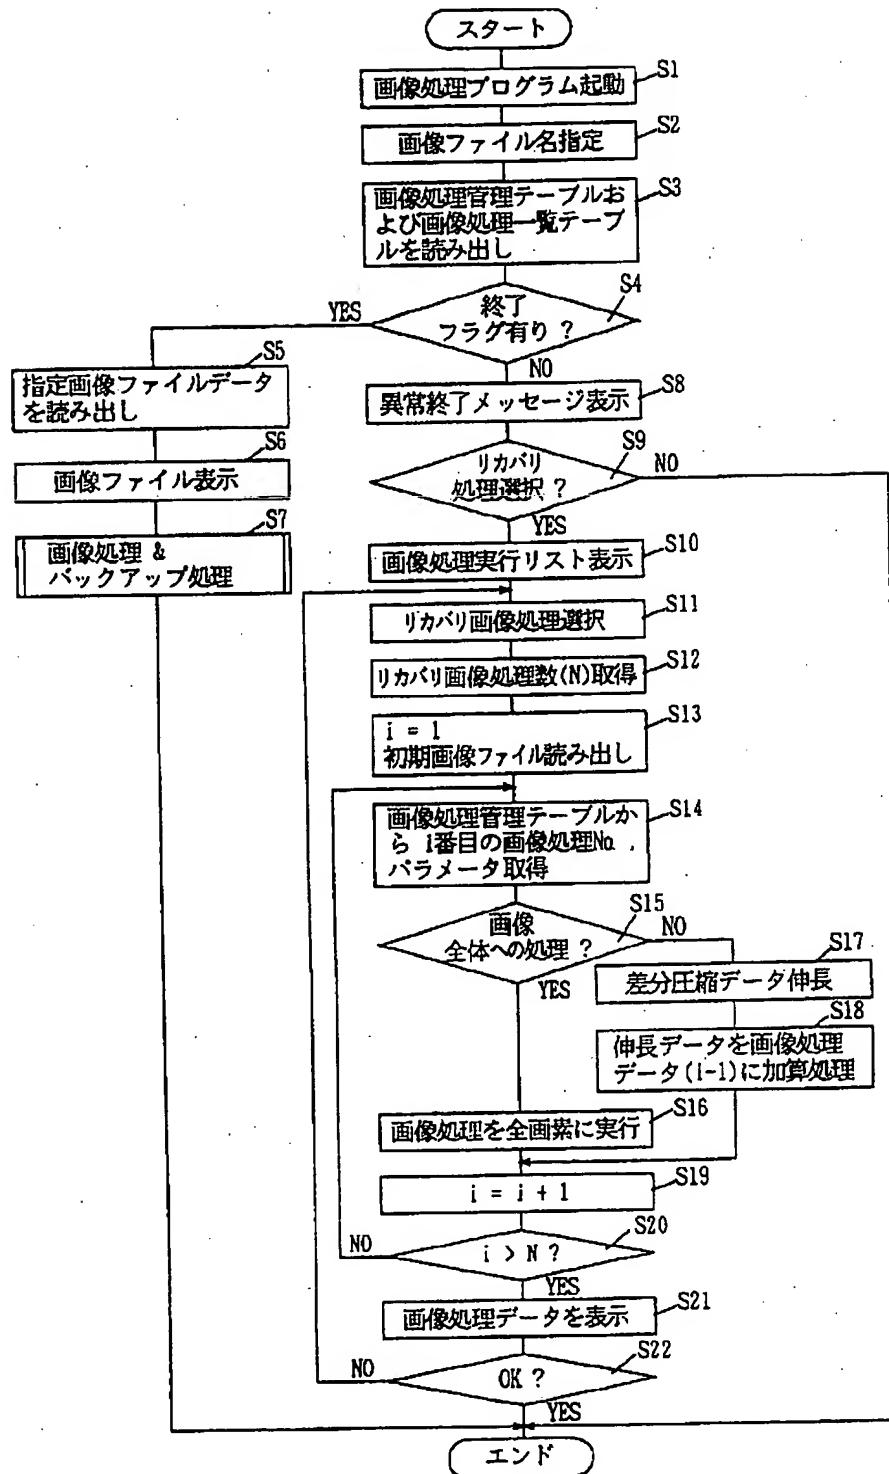 スタート
画像処理プログラム起動
S1
画像ファイル名指定
S2
画像処理管理テーブルお
よび画像処理一覧テーブ
ルを読み出し
S3
終了
フラグ有り ?
S4
YES
NO
指定画像ファイルデータ
を読み出し
S5
画像ファイル表示
S6
画像処理 &
バックアップ処理
S7
異常終了メッセージ表示
S8
リカバリ
処理選択 ?
S9
NO
YES
画像処理実行リスト表示
S10
リカバリ画像処理選択
S11
リカバリ画像処理数(N)取得
S12
i = 1
初期画像ファイル読み出し
S13
画像処理管理テーブルか
ら i番目の画像処理No.,
パラメータ取得
S14
画像
全体への処理 ?
S15
NO
YES
差分圧縮データ伸長
S17
伸長データを画像処理
データ(i-1)に加算処理
S18
画像処理を全画素に実行
S16
i = i + 1
S19
i > N ?
S20
NO
YES
画像処理データを表示
S21
OK ?
S22
NO
YES
エンド